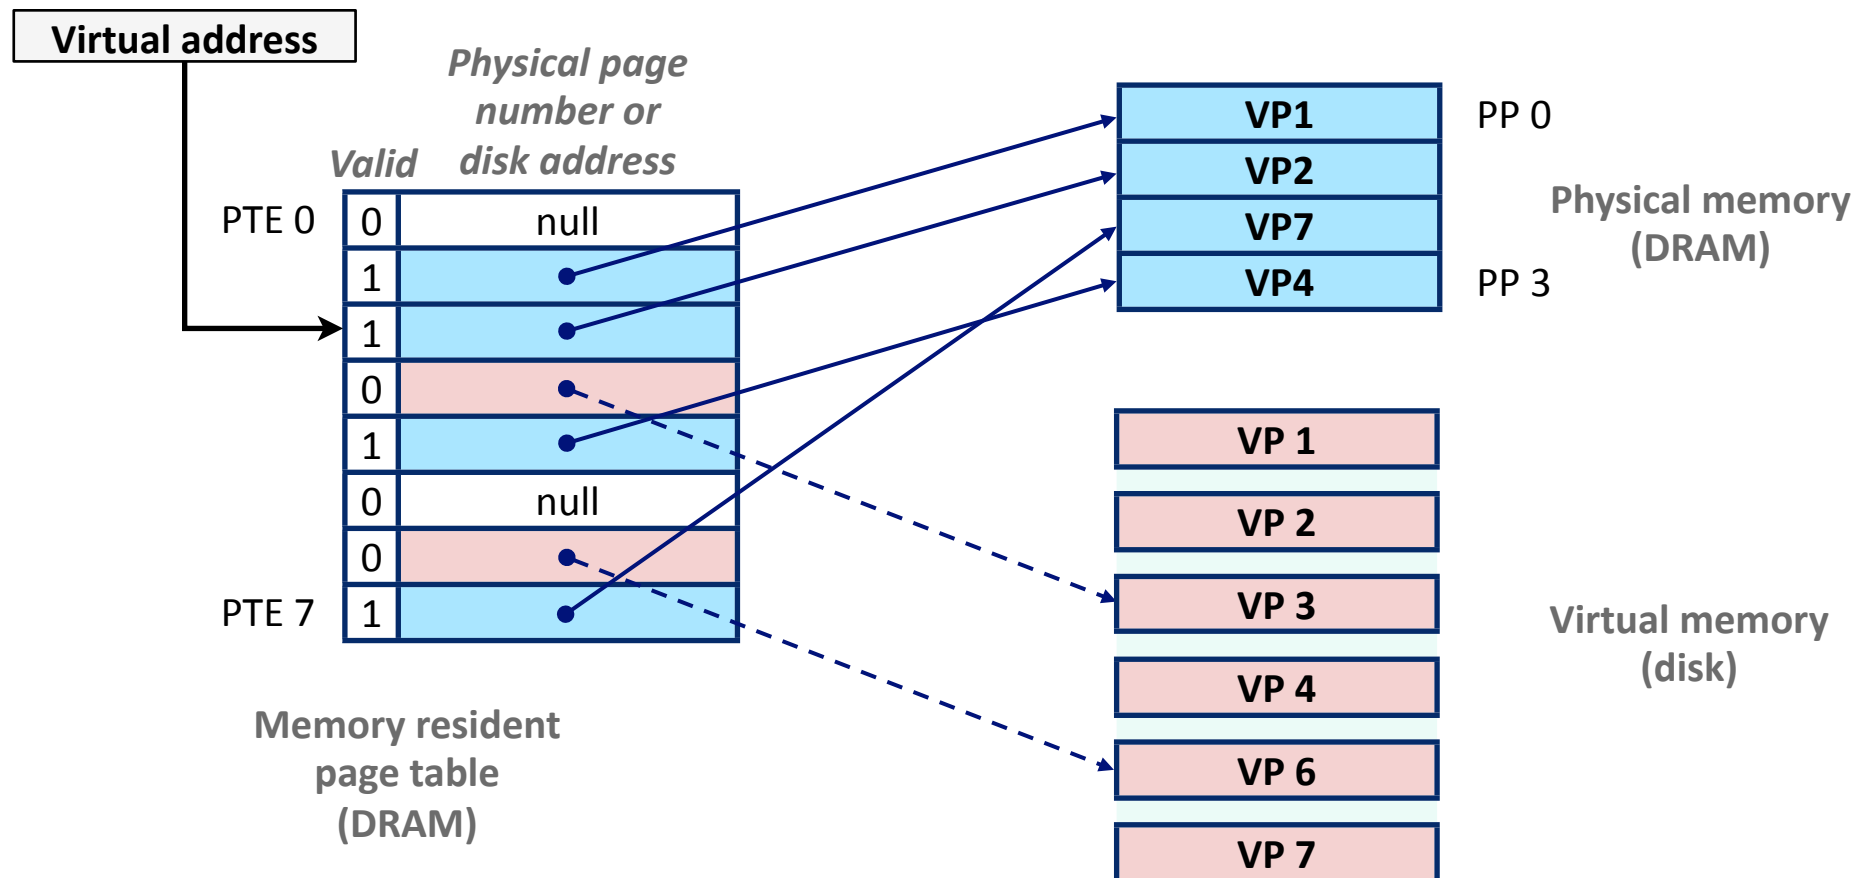 Virtual address
Physical page
number or
disk address
Valid
PTE 0
0
null
1
1
0
1
0
null
0
PTE 7
1
Memory resident
page table
(DRAM)
VP1
PP 0
VP2
VP7
VP4
PP 3
Physical memory
(DRAM)
VP 1
VP 2
VP 3
VP 4
VP 6
VP 7
Virtual memory
(disk)